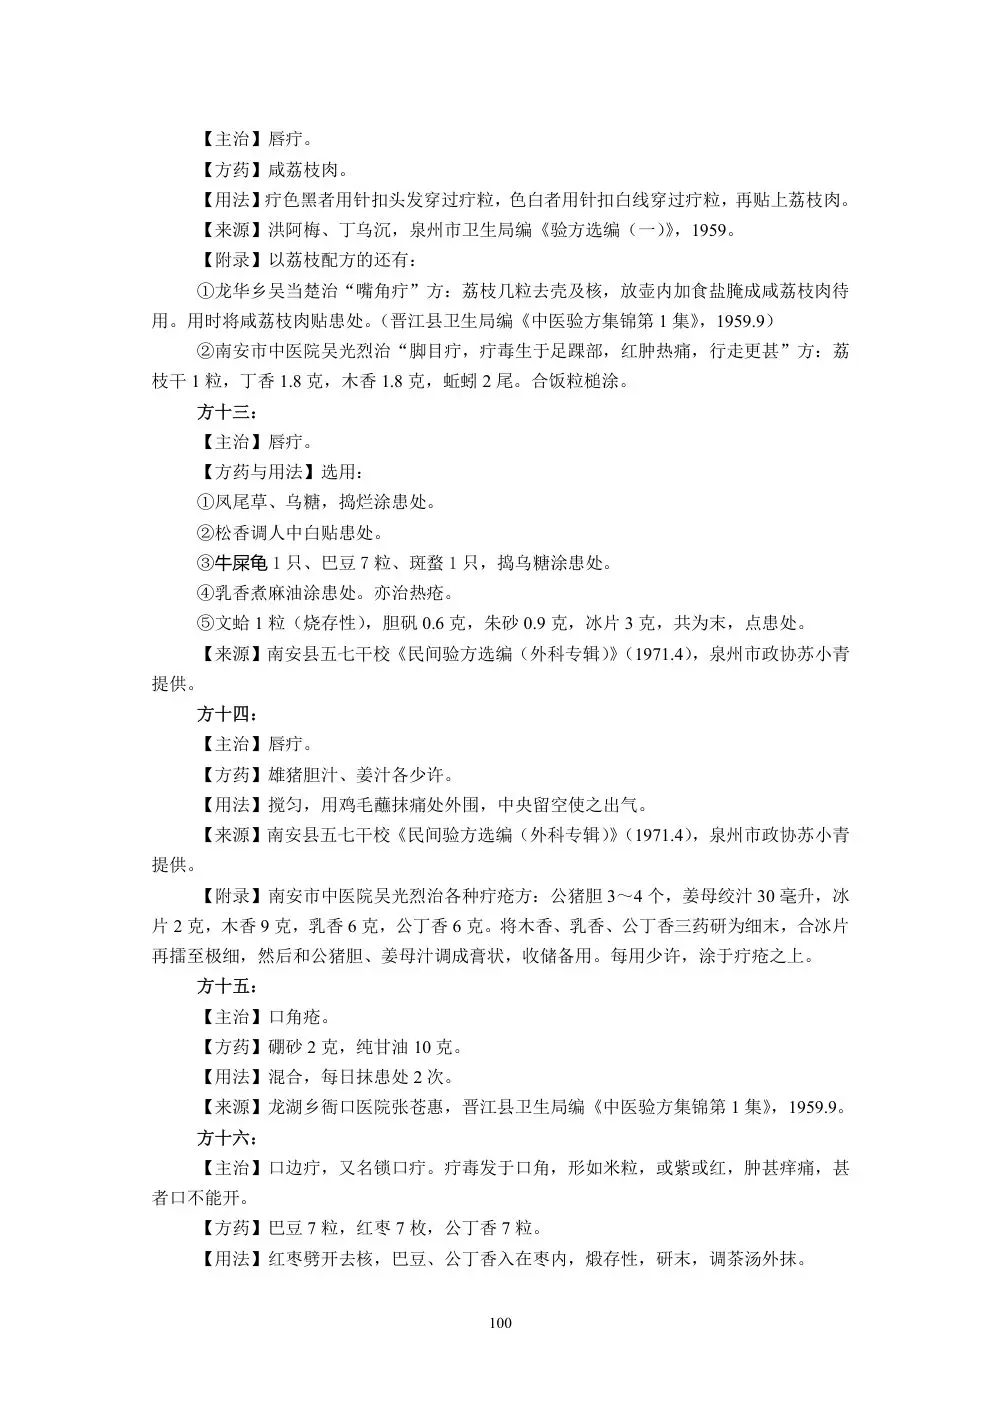 【主治】唇疔。
【方药】咸荔枝肉。
【用法】疔色黑者用针扣头发穿过疔粒，色白者用针扣白线穿过疔粒，再贴上荔枝肉。
【来源】洪阿梅、丁乌沉，泉州市卫生局编《验方选编（一）》，1959。
【附录】以荔枝配方的还有：
①龙华乡吴当楚治“嘴角疔”方：荔枝几粒去壳及核，放壶内加食盐腌成咸荔枝肉待
用。用时将咸荔枝肉贴患处。（晋江县卫生局编《中医验方集锦第 1 集》，1959.9）
②南安市中医院吴光烈治“脚目疔，疔毒生于足踝部，红肿热痛，行走更甚”方：荔
枝干 1 粒，丁香 1.8 克，木香 1.8 克，蚯蚓 2 尾。合饭粒槌涂。
方十三：
【主治】唇疔。
【方药与用法】选用：
①凤尾草、乌糖，捣烂涂患处。
②松香调人中白贴患处。
③牛屎龟 1 只、巴豆 7 粒、斑蝥 1 只，捣乌糖涂患处。
④乳香煮麻油涂患处。亦治热疮。
⑤文蛤 1 粒（烧存性），胆矾 0.6 克，朱砂 0.9 克，冰片 3 克，共为末，点患处。
【来源】南安县五七干校《民间验方选编（外科专辑）》（1971.4），泉州市政协苏小青
提供。
方十四：
【主治】唇疔。
【方药】雄猪胆汁、姜汁各少许。
【用法】搅匀，用鸡毛蘸抹痛处外围，中央留空使之出气。
【来源】南安县五七干校《民间验方选编（外科专辑）》（1971.4），泉州市政协苏小青
提供。
【附录】南安市中医院吴光烈治各种疔疮方：公猪胆 3～4 个，姜母绞汁 30 毫升，冰
片 2 克，木香 9 克，乳香 6 克，公丁香 6 克。将木香、乳香、公丁香三药研为细末，合冰片
再擂至极细，然后和公猪胆、姜母汁调成膏状，收储备用。每用少许，涂于疔疮之上。
方十五：
【主治】口角疮。
【方药】硼砂 2 克，纯甘油 10 克。
【用法】混合，每日抹患处 2 次。
【来源】龙湖乡衙口医院张苍惠，晋江县卫生局编《中医验方集锦第 1 集》，1959.9。
方十六：
【主治】口边疔，又名锁口疔。疔毒发于口角，形如米粒，或紫或红，肿甚痒痛，甚
者口不能开。
【方药】巴豆 7 粒，红枣 7 枚，公丁香 7 粒。
【用法】红枣劈开去核，巴豆、公丁香入在枣内，煅存性，研末，调茶汤外抹。
100